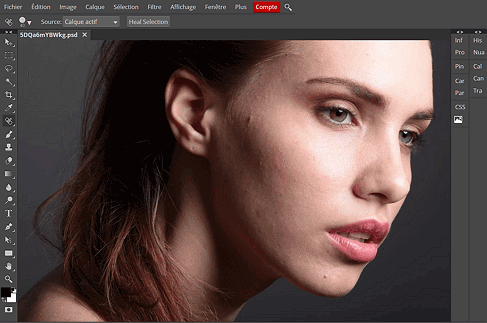 Fichier Édition Image Calque Sélection Filtre Affichage Fenêtre Plus Compte
Source: Calque actif Heal Selection
5DQa6mYBWkg.psd
Inf His
Pro Nua
Pin Cal
Car Can
Par Tra
CSS
T